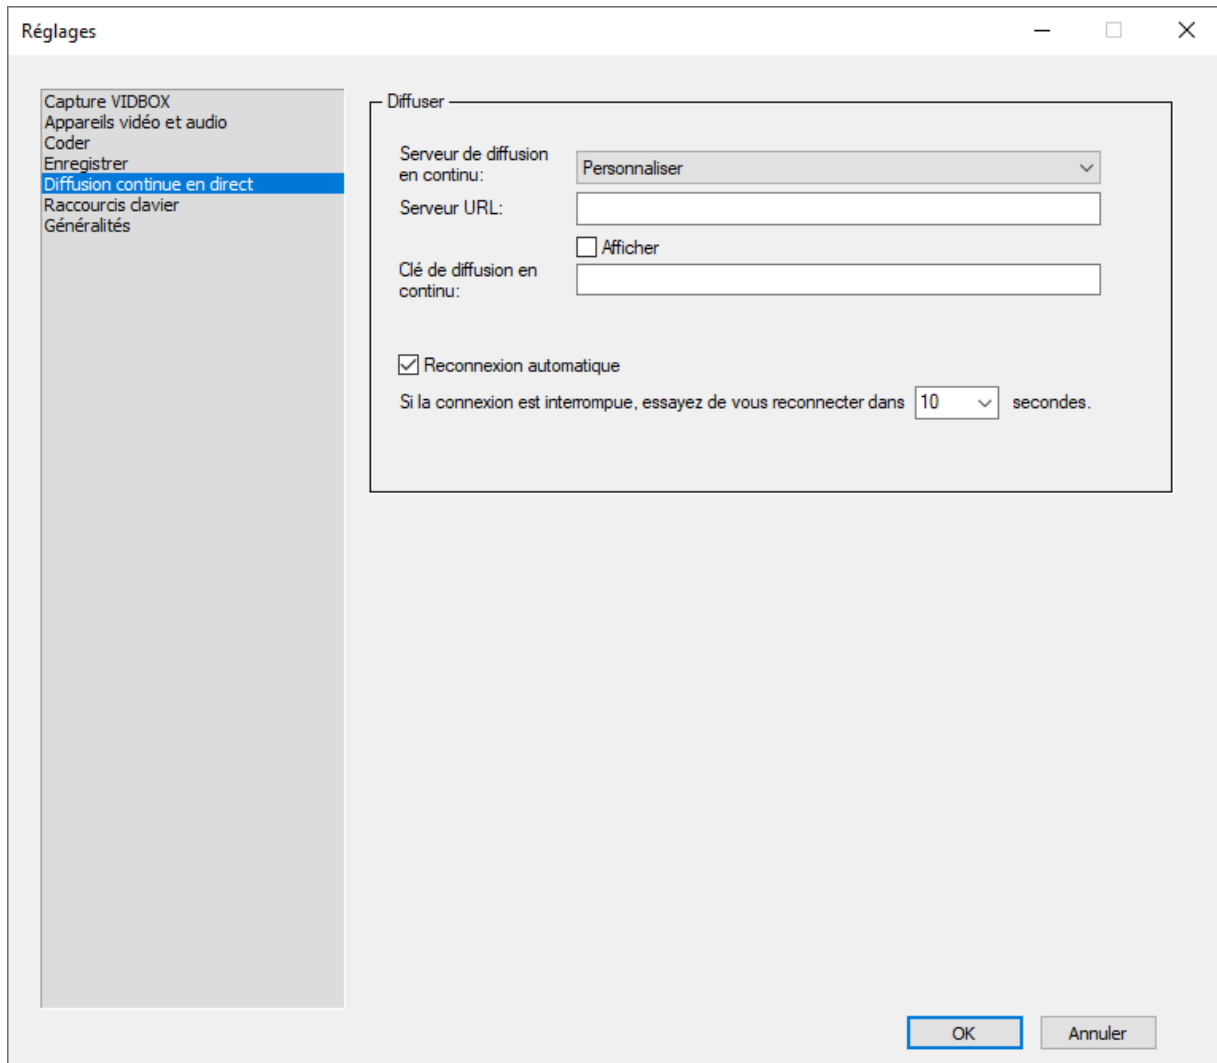 Réglages
Capture VIDBOX
Appareils vidéo et audio
Coder
Enregistrer
Diffusion continue en direct
Raccourcis clavier
Généralités
Diffuser
Serveur de diffusion
en continu:
Personnaliser
Serveur URL:
Afficher
Clé de diffusion en
continu:
Reconnexion automatique
Si la connexion est interrompue, essayez de vous reconnecter dans 10 secondes.
OK Annuler